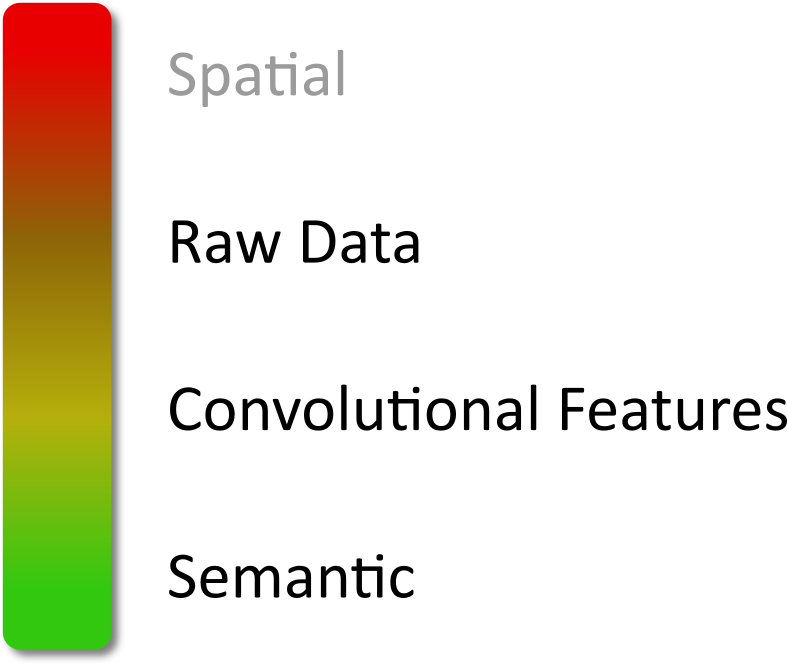 Spatial
Raw Data
Convolutional Features
Semantic